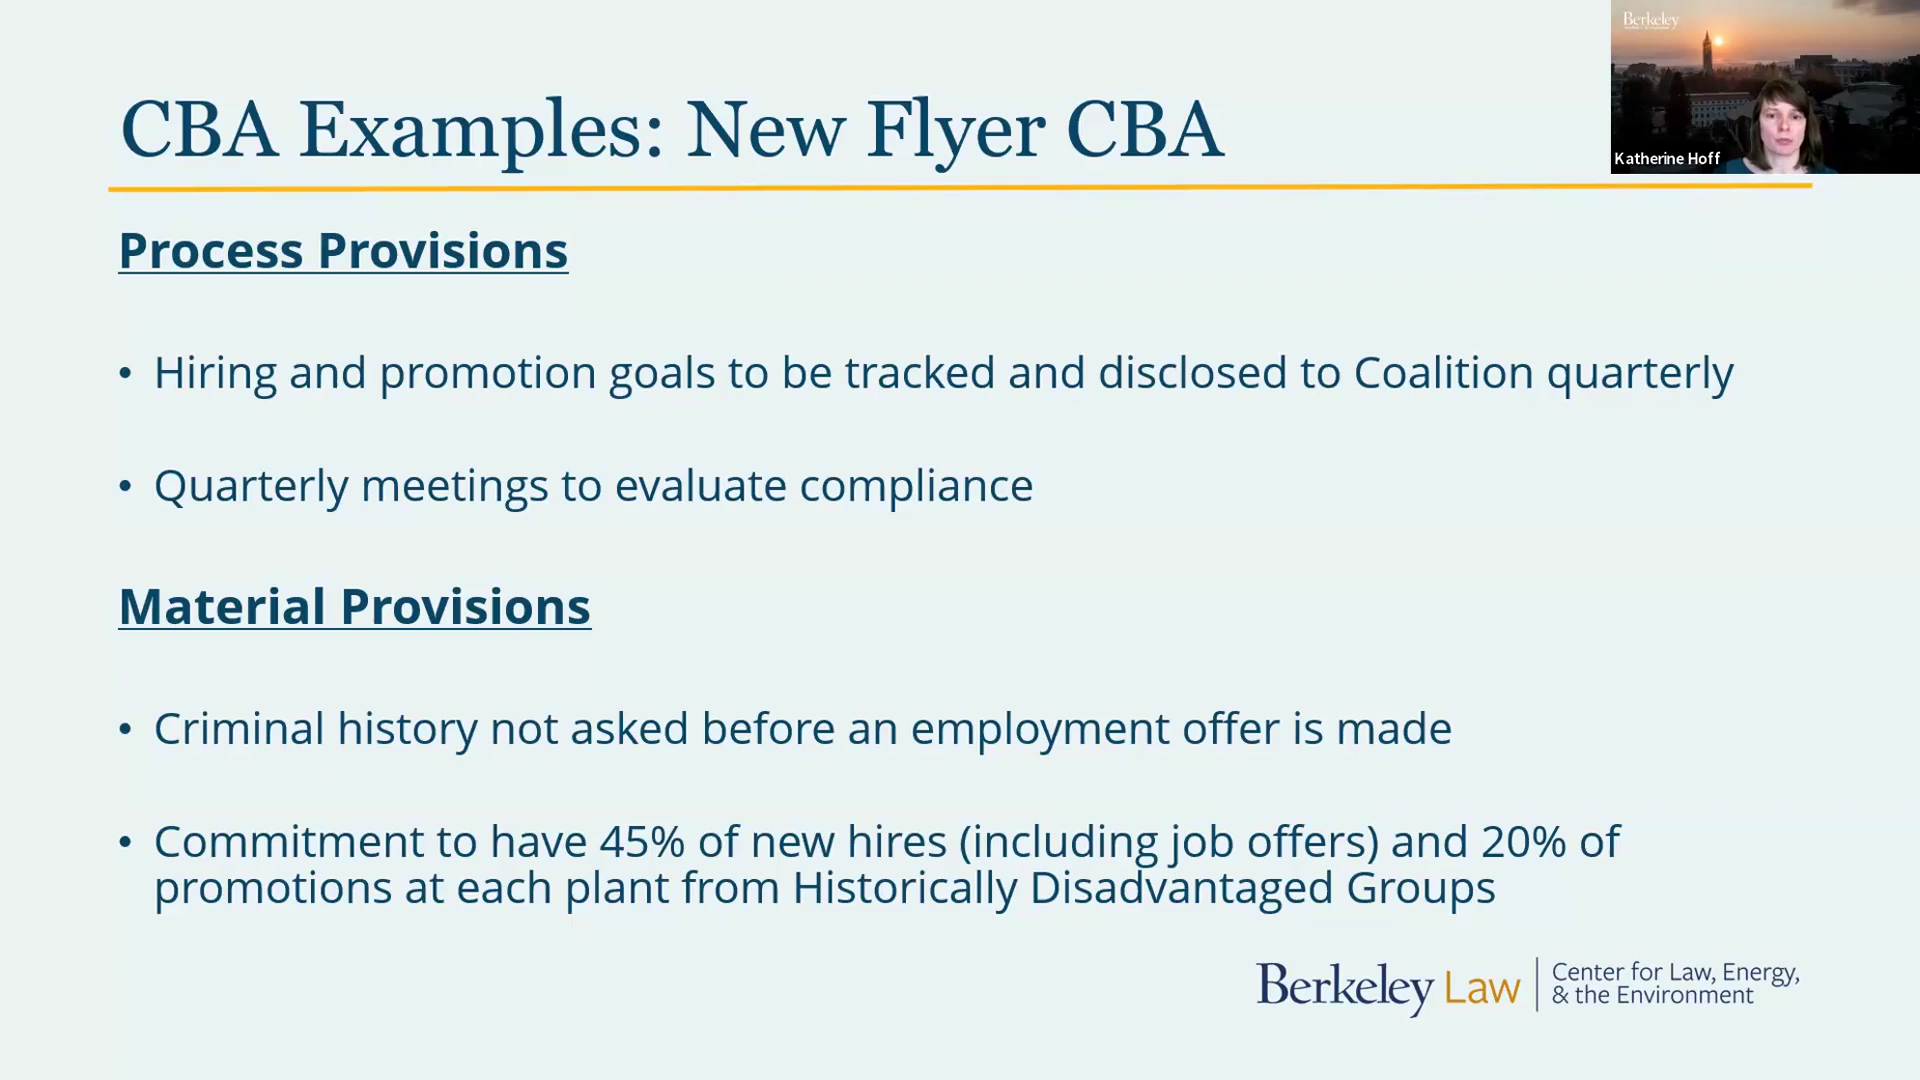 Berkeley
CBA Examples: New Flyer CBA
Katherine Hoff
Process Provisions
• Hiring and promotion goals to be tracked and disclosed to Coalition quarterly
• Quarterly meetings to evaluate compliance
Material Provisions
• Criminal history not asked before an employment offer is made
• Commitment to have 45% of new hires (including job offers) and 20% of
promotions at each plant from Historically Disadvantaged Groups
Berkeley Law
Center for Law, Energy,
& the Environment